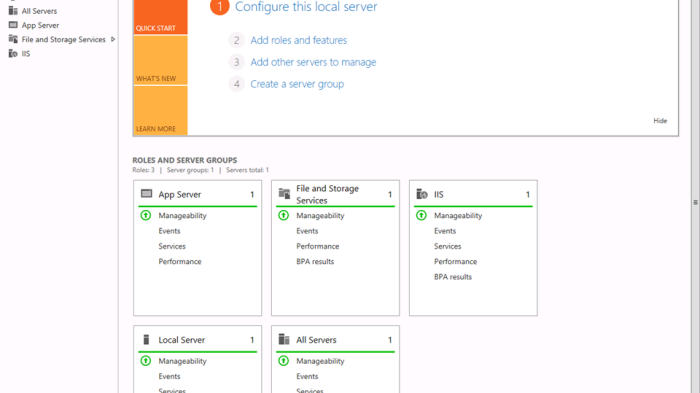 All Servers
App Server
File and Storage Services
IIS
QUICK START
WHAT'S NEW
LEARN MORE
1 Configure this local server
2 Add roles and features
3 Add other servers to manage
4 Create a server group
Hide
ROLES AND SERVER GROUPS
Roles: 3 | Server groups: 1 | Servers total: 1
App Server 1
Manageability
Events
Services
Performance
File and Storage
Services 1
Manageability
Events
Performance
BPA results
IIS 1
Manageability
Events
Services
Performance
BPA results
Local Server 1
Manageability
Events
Services
All Servers 1
Manageability
Events
Services